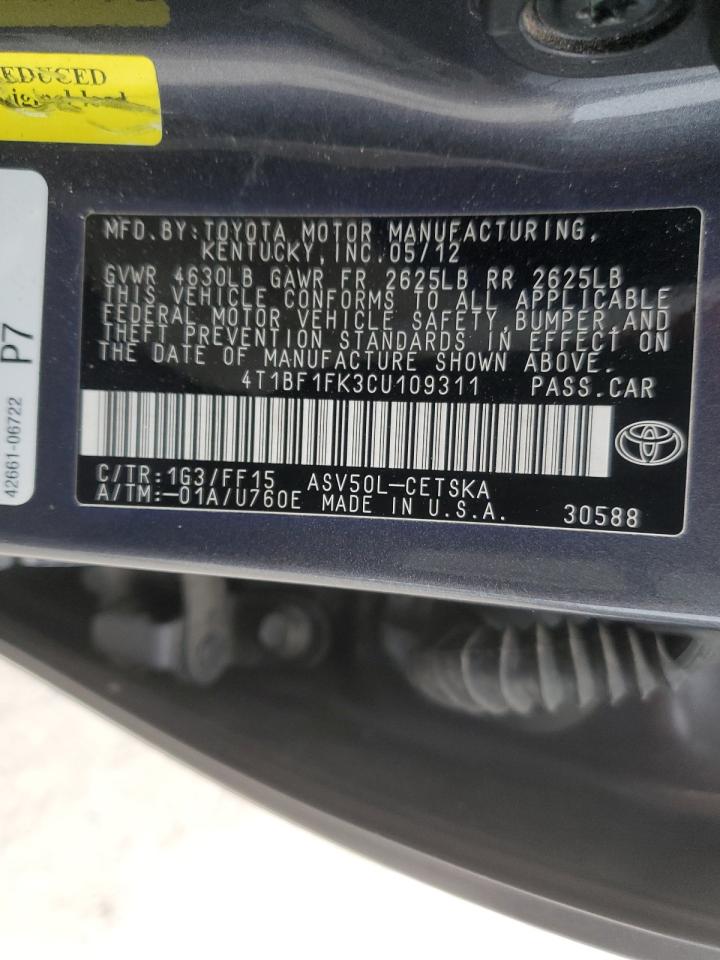 REDUCED
original load
P7
42661-06722
MFD.BY:TOYOTA MOTOR MANUFACTURING,
KENTUCKY,INC.05/12
GVWR 4630LB GAWR FR 2625LB RR 2625LB
THIS VEHICLE CONFORMS TO ALL APPLICABLE
FEDERAL MOTOR VEHICLE SAFETY,BUMPER,AND
THEFT PREVENTION STANDARDS IN EFFECT ON
THE DATE OF MANUFACTURE SHOWN ABOVE.
4T1BF1FK3CU109311 PASS.CAR
C/TR:1G3/FF15 ASV50L-CETSKA
A/TM:-01A/U760E MADE IN U.S.A. 30588